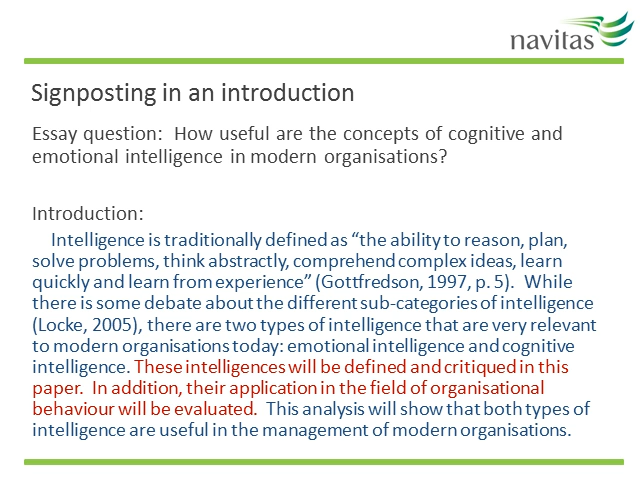 navitas
Signposting in an introduction
Essay question: How useful are the concepts of cognitive and
emotional intelligence in modern organisations?
Introduction:
Intelligence is traditionally defined as “the ability to reason, plan,
solve problems, think abstractly, comprehend complex ideas, learn
quickly and learn from experience” (Gottfredson, 1997, p. 5). While
there is some debate about the different sub-categories of intelligence
(Locke, 2005), there are two types of intelligence that are very relevant
to modern organisations today: emotional intelligence and cognitive
intelligence. These intelligences will be defined and critiqued in this
paper. In addition, their application in the field of organisational
behaviour will be evaluated. This analysis will show that both types of
intelligence are useful in the management of modern organisations.